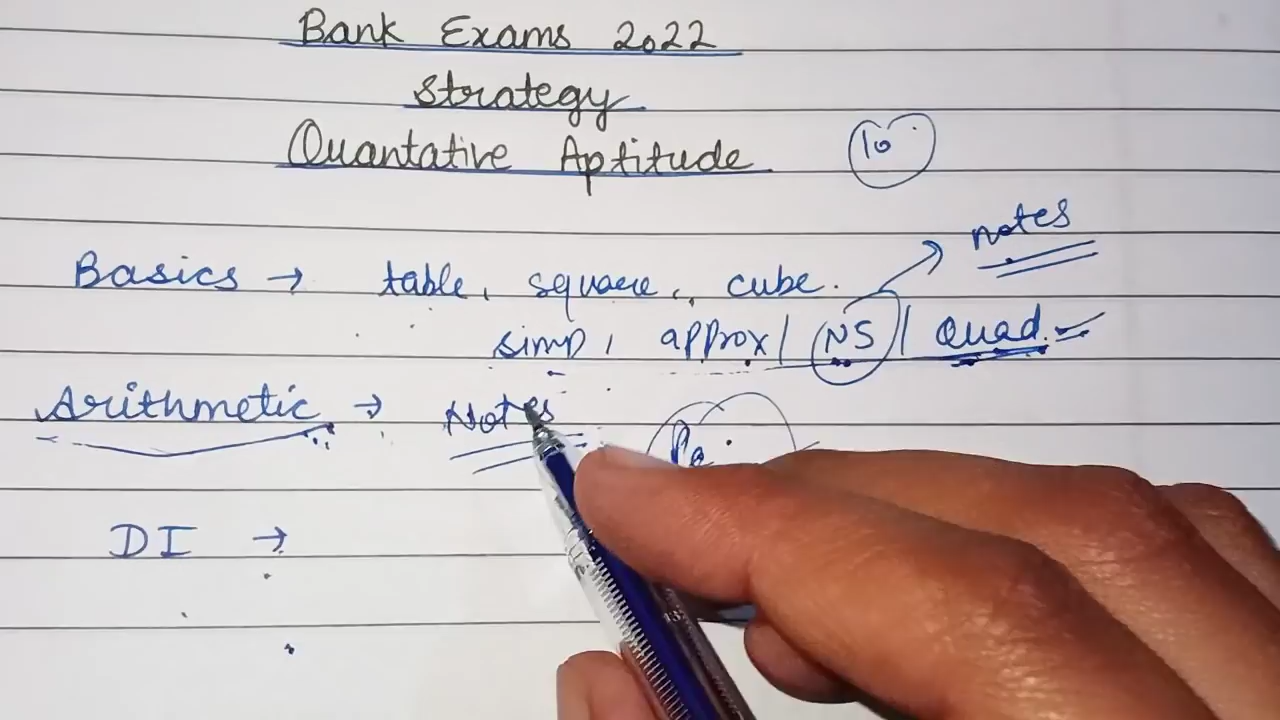 Bank Exams 2022
Strategy
Quantative Aptitude 10
notes
Basics → table, square, cube.
simp, approx / NS / Quad.
Arithmetic → Notes
DI →